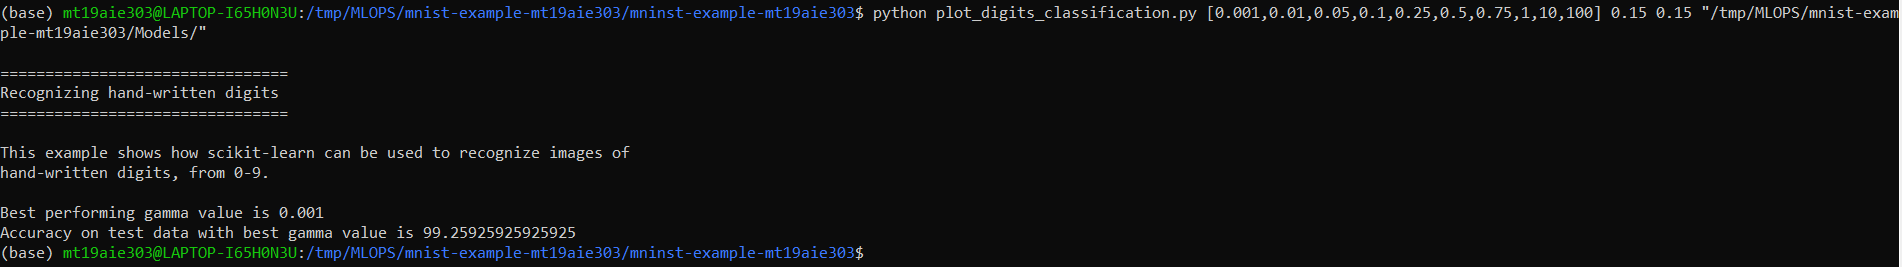 (base) mt19aie303@LAPTOP-I65H0N3U:/tmp/MLOPS/mnist-example-mt19aie303/mninst-example-mt19aie303$ python plot_digits_classification.py [0.001,0.01,0.05,0.1,0.25,0.5,0.75,1,10,100] 0.15 0.15 "/tmp/MLOPS/mnist-exam
ple-mt19aie303/Models/"
================================
Recognizing hand-written digits
================================
This example shows how scikit-learn can be used to recognize images of
hand-written digits, from 0-9.
Best performing gamma value is 0.001
Accuracy on test data with best gamma value is 99.25925925925925
(base) mt19aie303@LAPTOP-I65H0N3U:/tmp/MLOPS/mnist-example-mt19aie303/mninst-example-mt19aie303$